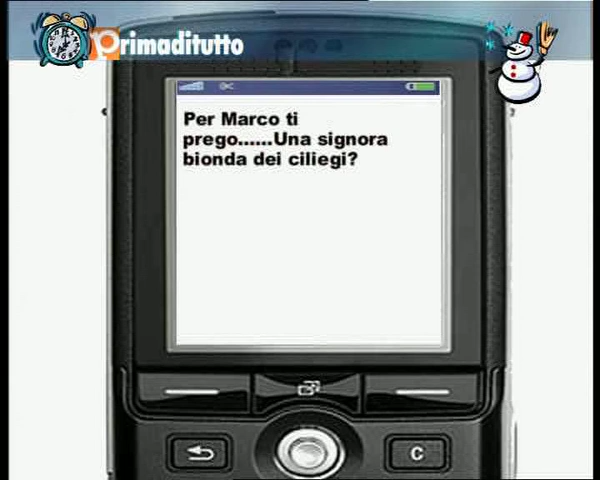 Primaditutto
Per Marco ti
prego......Una signora
bionda dei ciliegi?
C